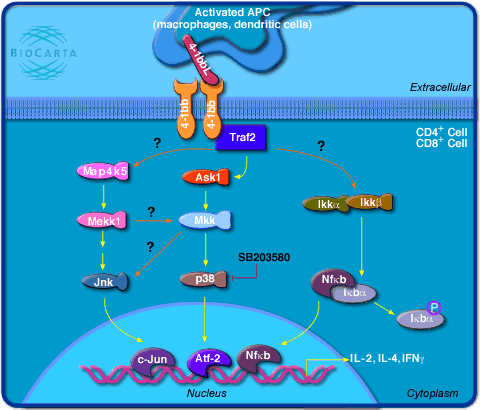 Activated APC
(macrophages, dendritic cells)
BIOCARTA
4-1bbL
Extracellular
4-1bb
4-1bb
Traf2
CD4+ Cell
CD8+ Cell
?
?
Map4k5
Ask1
Ikkα
Ikkβ
Mekk1
?
Mkk
?
SB203580
Jnk
p38
Nfκb
Iκbα
P
Iκbα
c-Jun
Atf-2
Nfκb
IL-2, IL-4, IFNγ
Nucleus
Cytoplasm